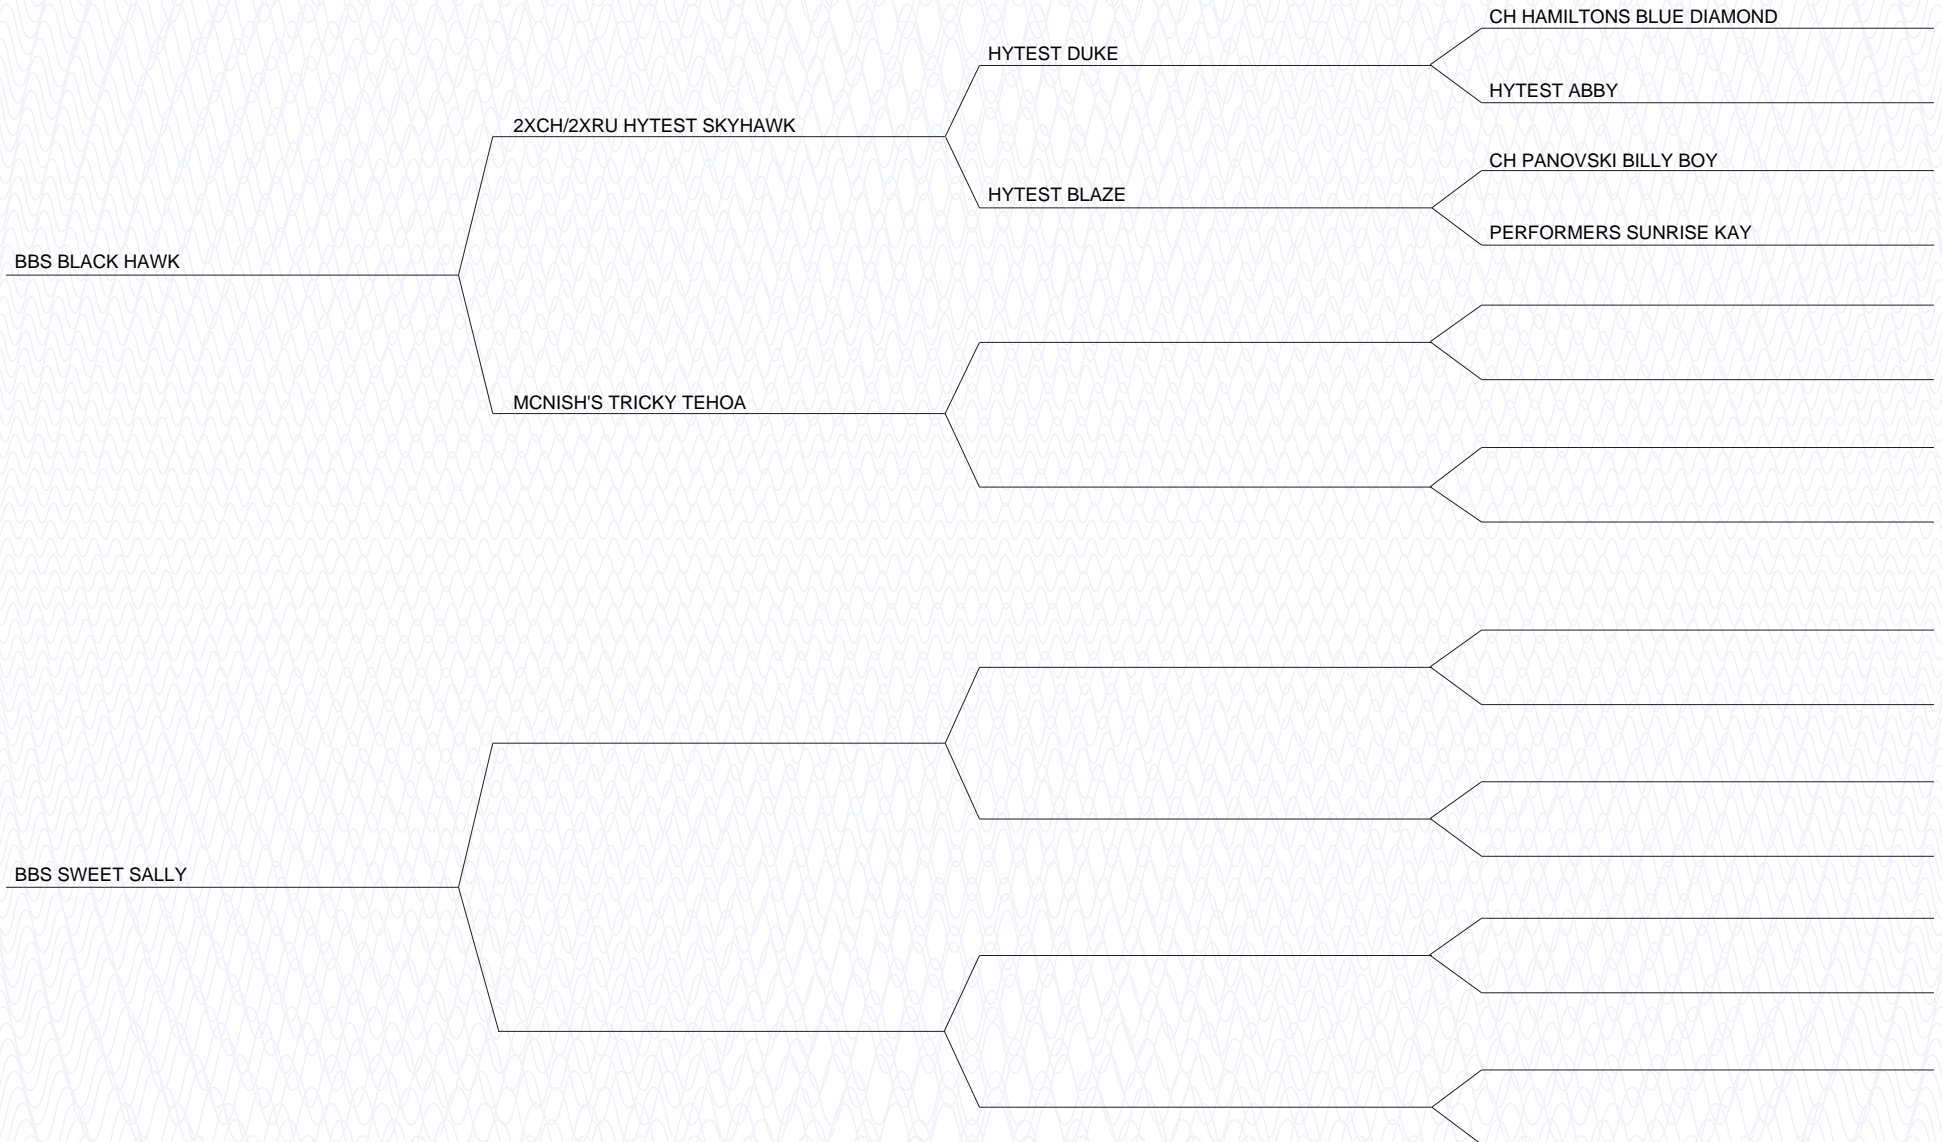 CH HAMILTONS BLUE DIAMOND
HYTEST DUKE
HYTEST ABBY
2XCH/2XRU HYTEST SKYHAWK
CH PANOVSKI BILLY BOY
HYTEST BLAZE
PERFORMERS SUNRISE KAY
BBS BLACK HAWK
MCNISH'S TRICKY TEHOA
BBS SWEET SALLY